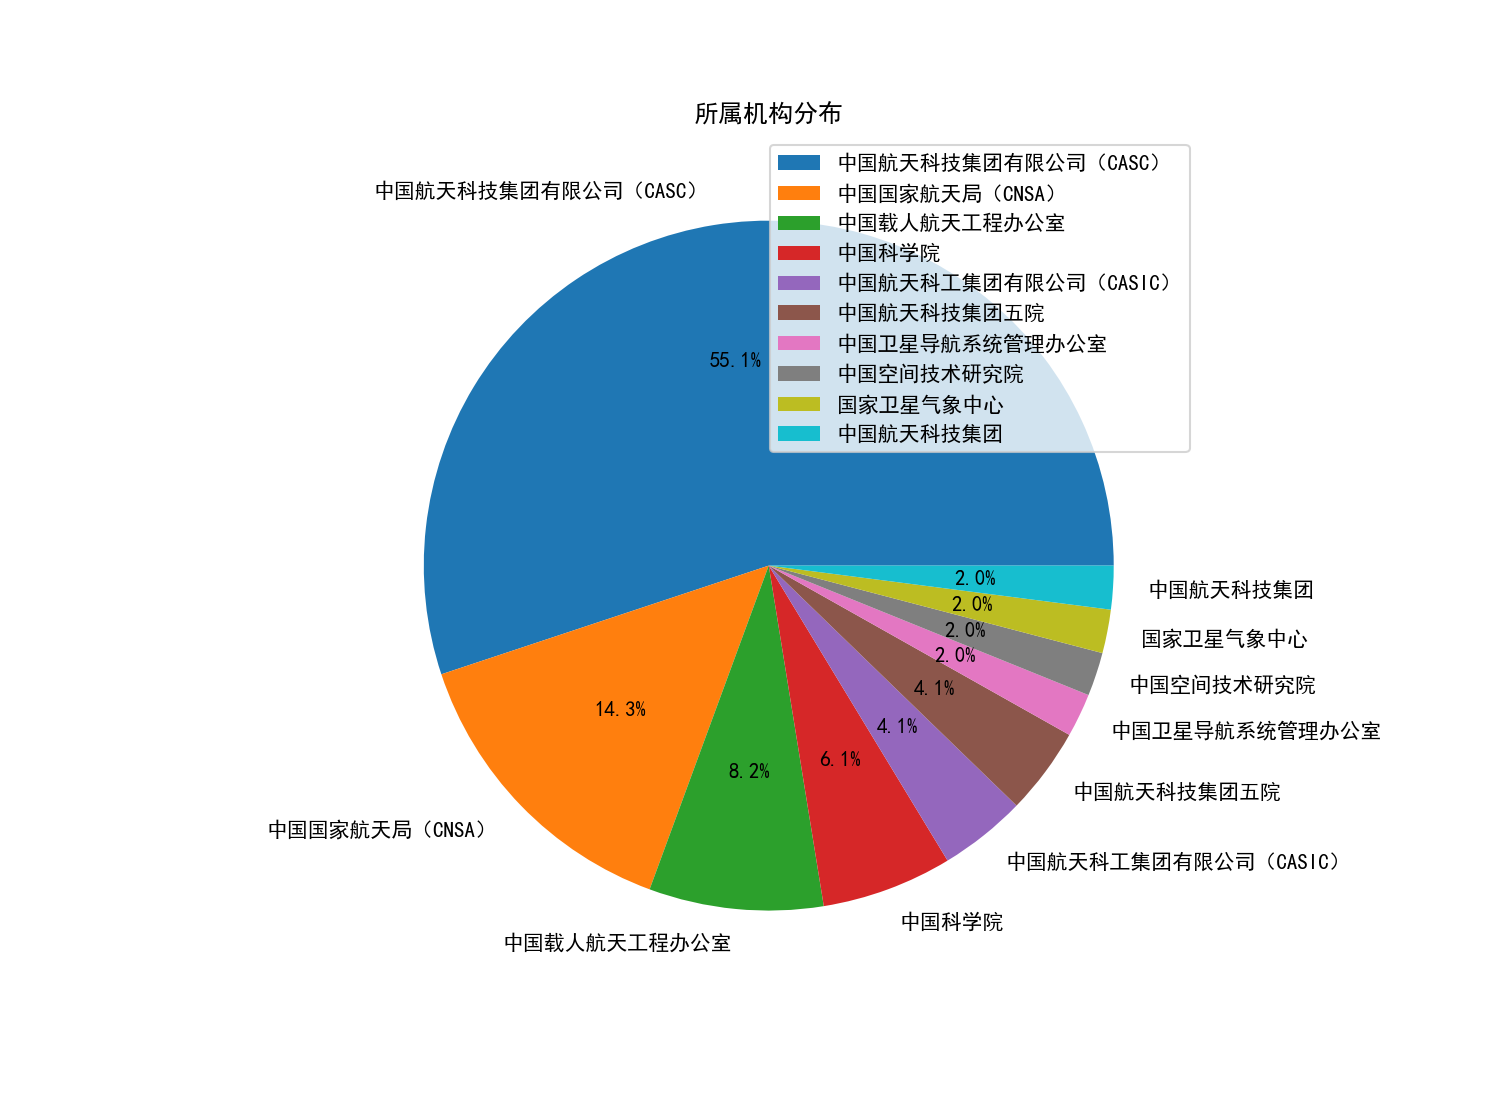 所属机构分布
中国航天科技集团有限公司（CASC）
中国国家航天局（CNSA）
中国载人航天工程办公室
中国科学院
中国航天科工集团有限公司（CASIC）
中国航天科技集团五院
中国卫星导航系统管理办公室
中国空间技术研究院
国家卫星气象中心
中国航天科技集团
中国航天科技集团有限公司（CASC）
55.1%
2.0%
中国航天科技集团
2.0%
国家卫星气象中心
2.0%
中国空间技术研究院
2.0%
中国卫星导航系统管理办公室
4.1%
中国航天科技集团五院
4.1%
中国航天科工集团有限公司（CASIC）
6.1%
中国科学院
8.2%
中国载人航天工程办公室
14.3%
中国国家航天局（CNSA）